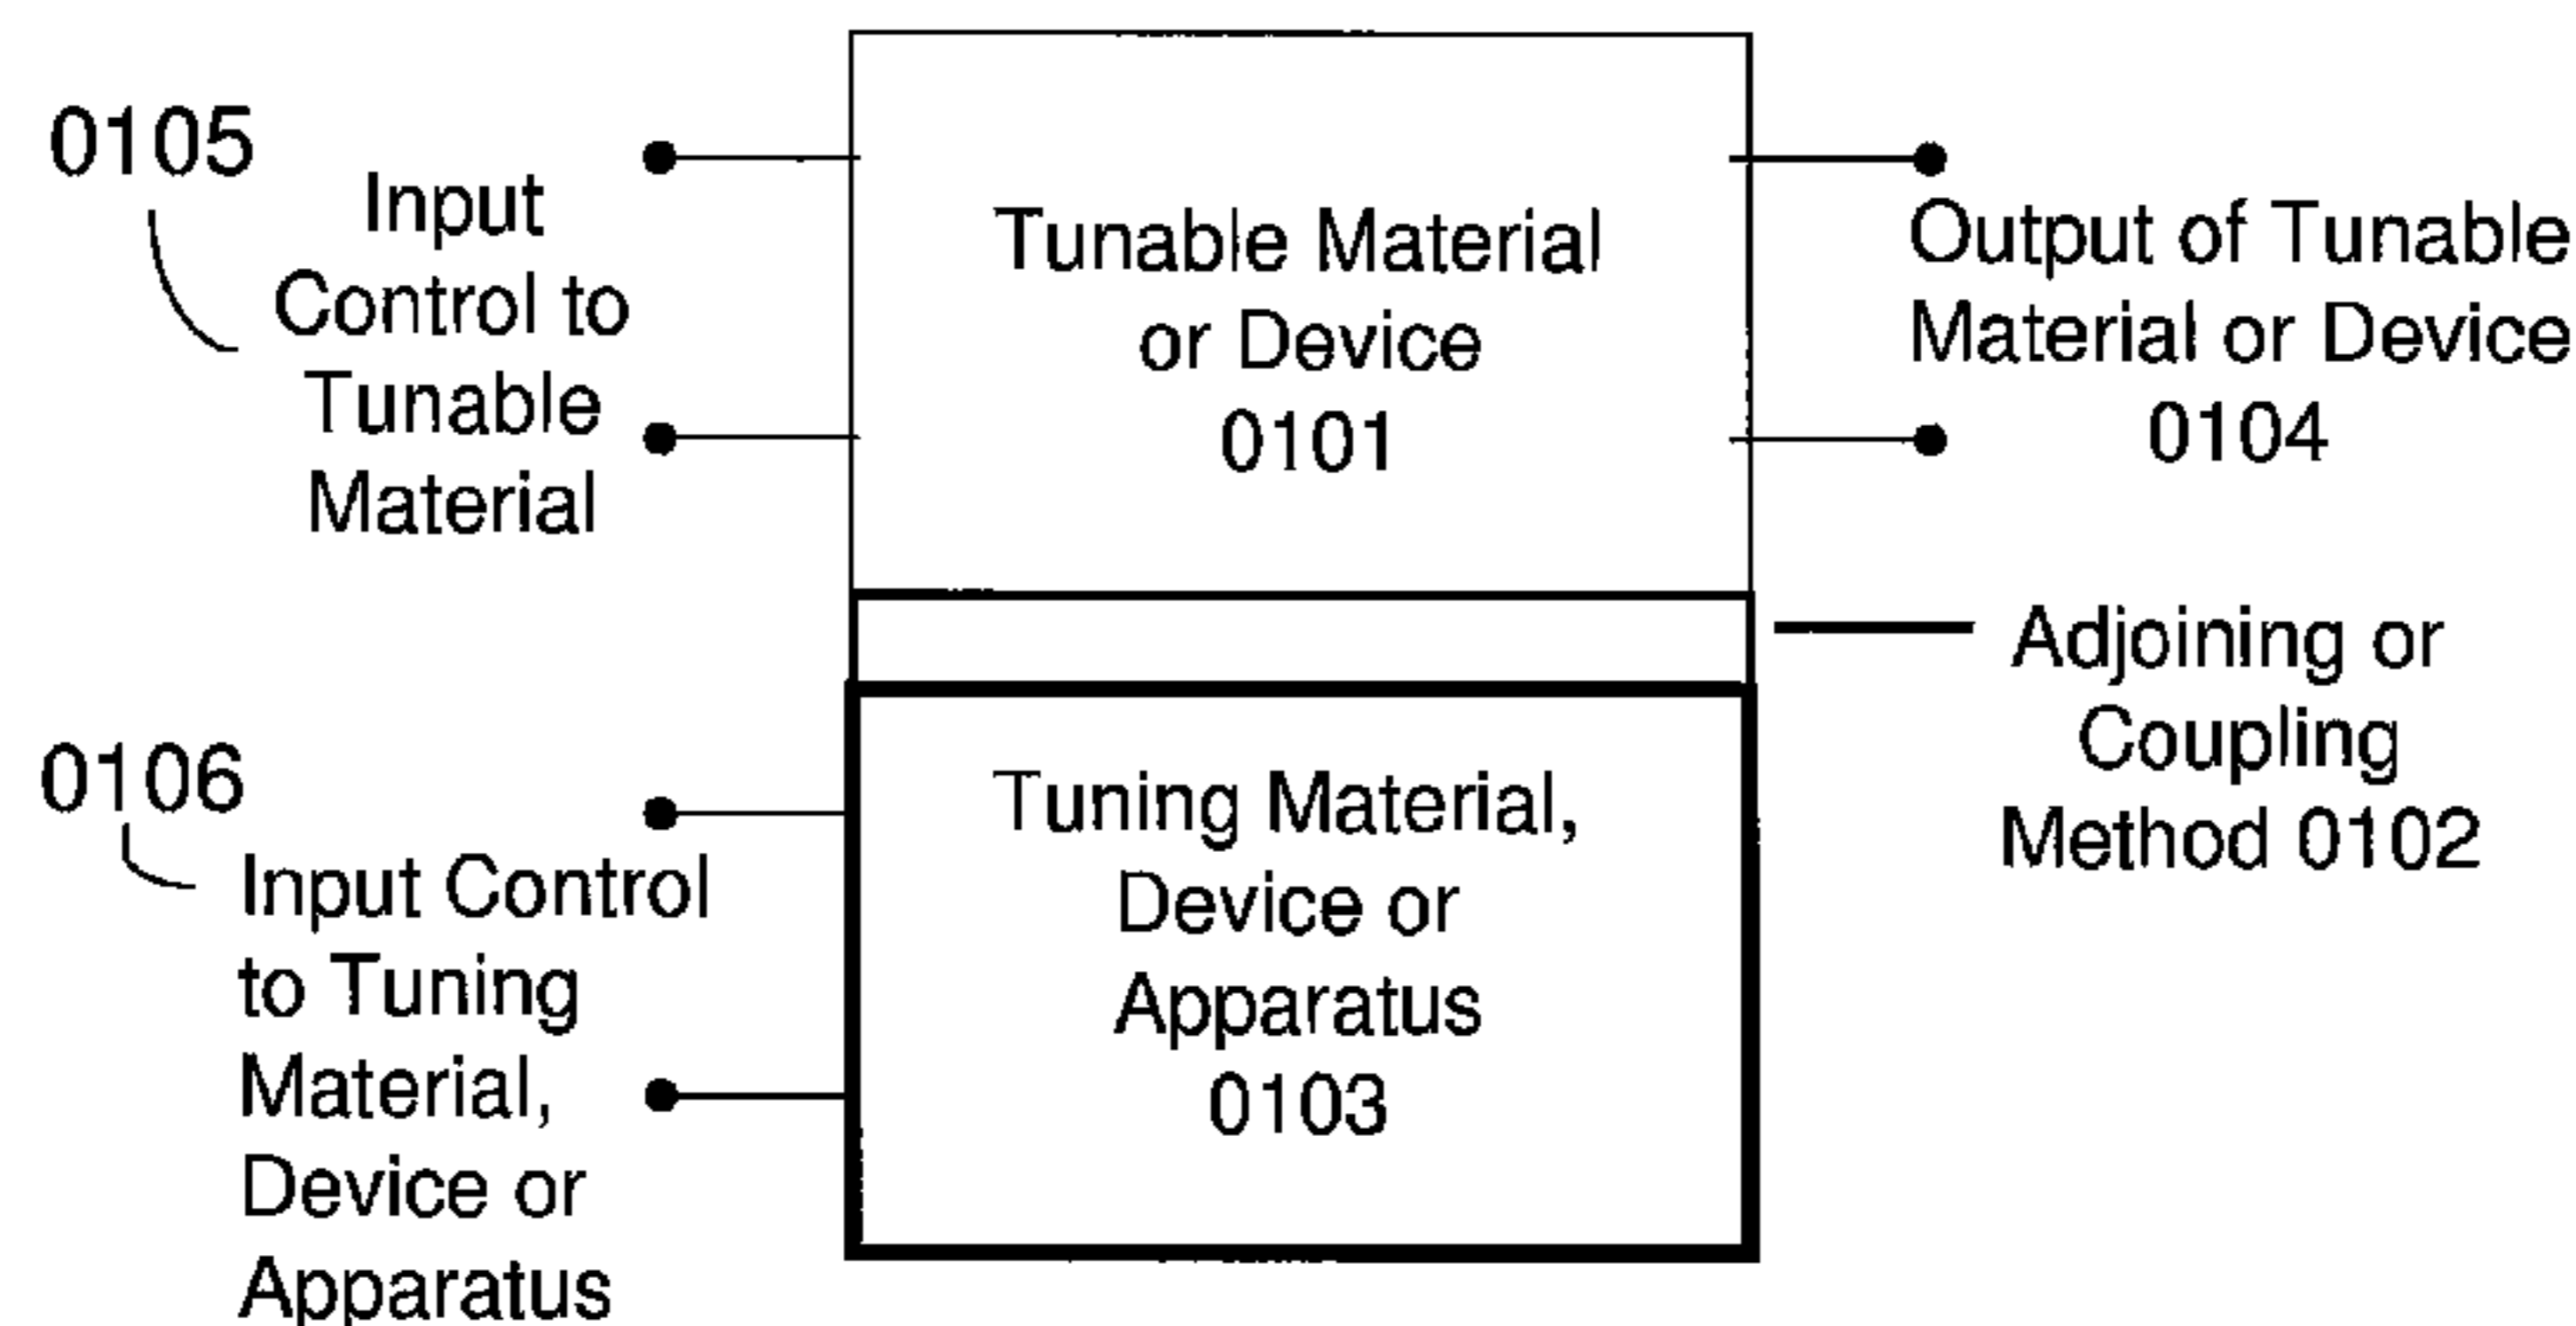 0105
Input
Control to
Tunable
Material
Tunable Material
or Device
0101
Output of Tunable
Material or Device
0104
Adjoining or
Coupling
Method 0102
0106
Input Control
to Tuning
Material,
Device or
Apparatus
Tuning Material,
Device or
Apparatus
0103